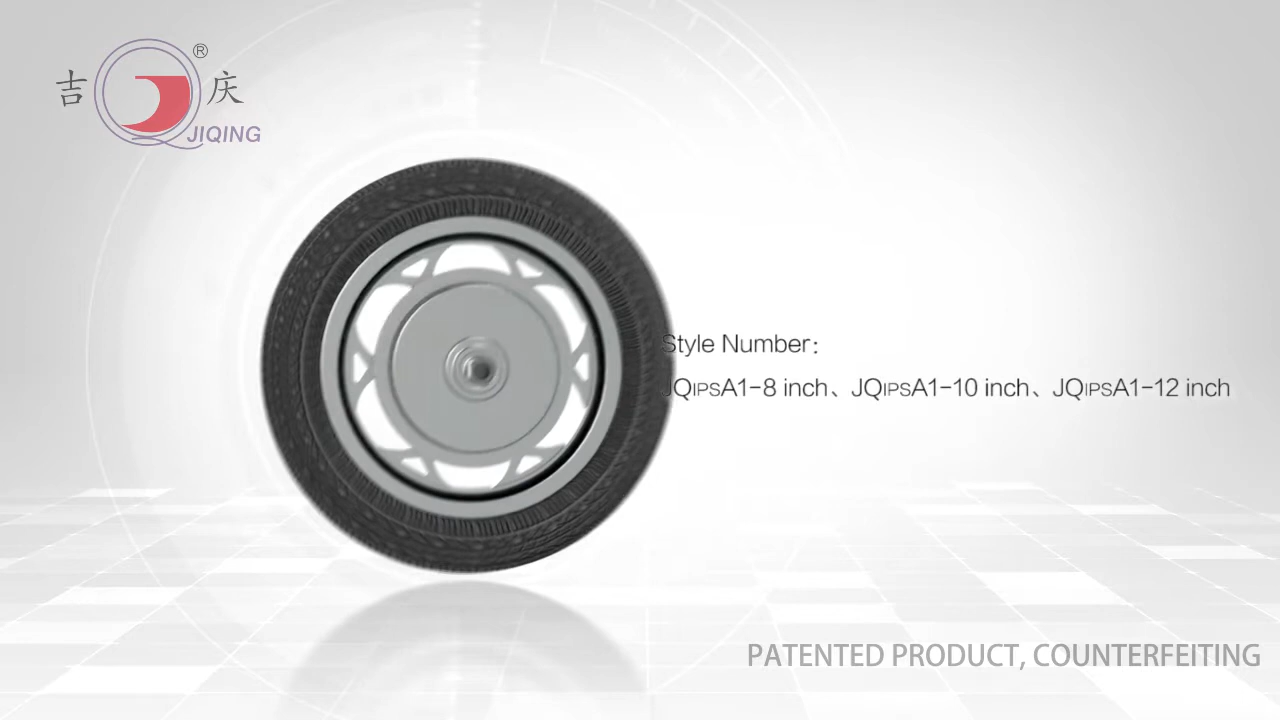 吉 庆
®
JIQING
Style Number:
JQIPSA1-8 inch、JQIPSA1-10 inch、JQIPSA1-12 inch
PATENTED PRODUCT, COUNTERFEITING